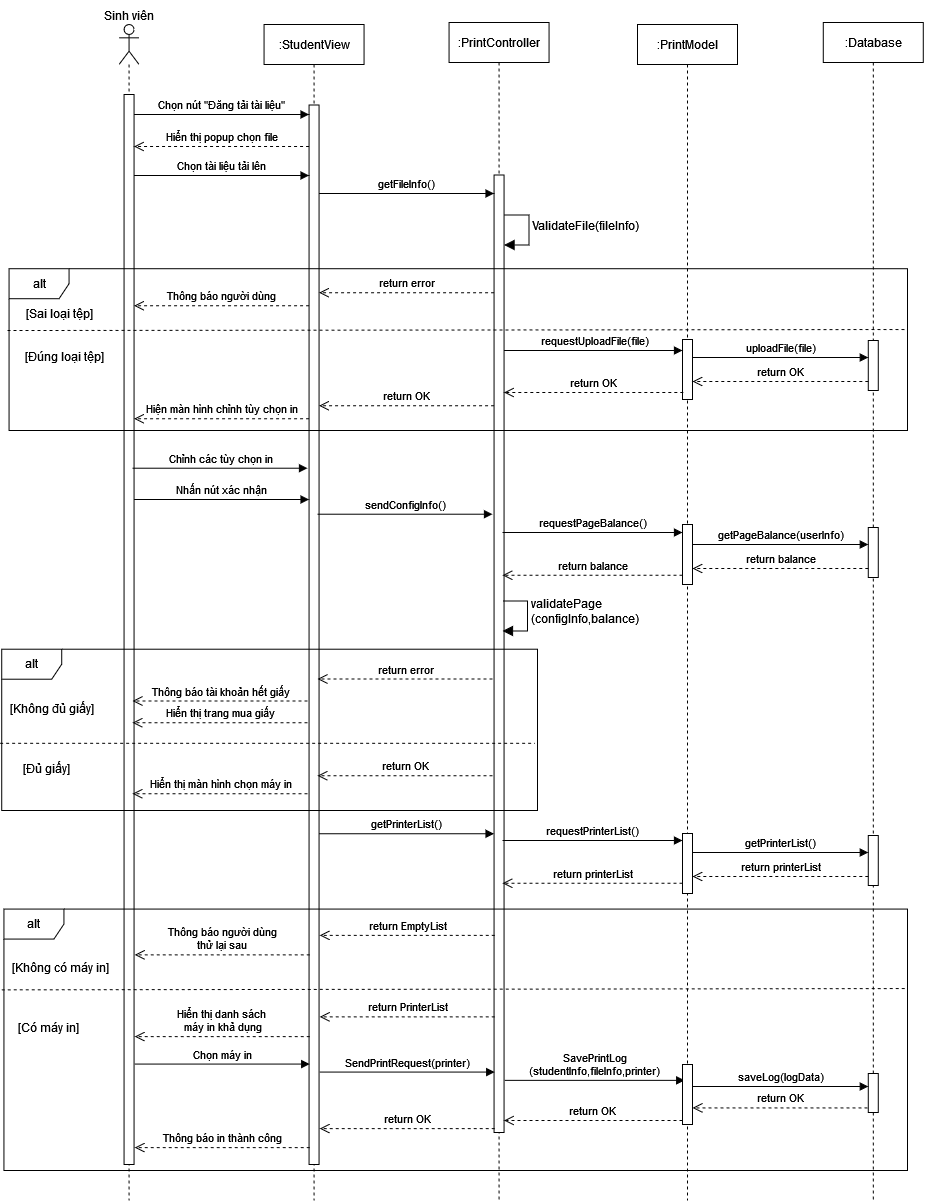 Sinh viên
:StudentView
:PrintController
:PrintModel
:Database
Chọn nút "Đăng tải tài liệu"
Hiển thị popup chọn file
Chọn tài liệu tải lên
getFileInfo()
ValidateFile(fileInfo)
alt
return error
Thông báo người dùng
[Sai loại tệp]
requestUploadFile(file)
uploadFile(file)
[Đúng loại tệp]
return OK
return OK
return OK
Hiện màn hình chỉnh tùy chọn in
Chỉnh các tùy chọn in
Nhấn nút xác nhận
sendConfigInfo()
requestPageBalance()
getPageBalance(userInfo)
return balance
return balance
validatePage
(configInfo,balance)
alt
return error
Thông báo tài khoản hết giấy
[Không đủ giấy]
Hiển thị trang mua giấy
[Đủ giấy]
return OK
Hiển thị màn hình chọn máy in
getPrinterList()
requestPrinterList()
getPrinterList()
return printerList
return printerList
alt
return EmptyList
Thông báo người dùng
thử lại sau
[Không có máy in]
return PrinterList
Hiển thị danh sách
máy in khả dụng
[Có máy in]
Chọn máy in
SendPrintRequest(printer)
SavePrintLog
(studentInfo,fileInfo,printer)
saveLog(logData)
return OK
return OK
return OK
Thông báo in thành công